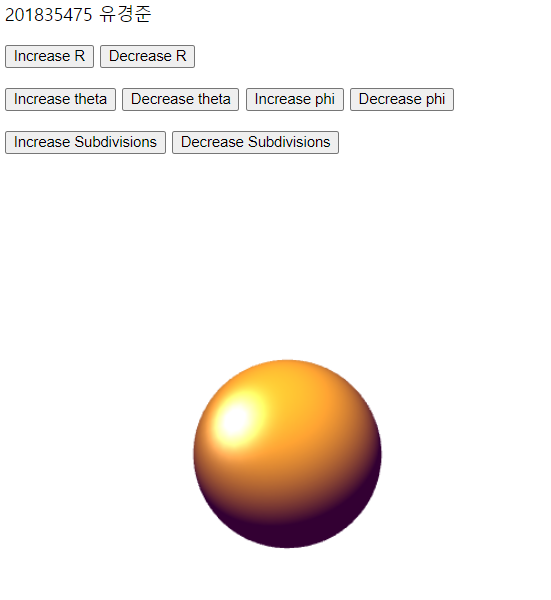 201835475 유경준
Increase R Decrease R
Increase theta Decrease theta Increase phi Decrease phi
Increase Subdivisions Decrease Subdivisions